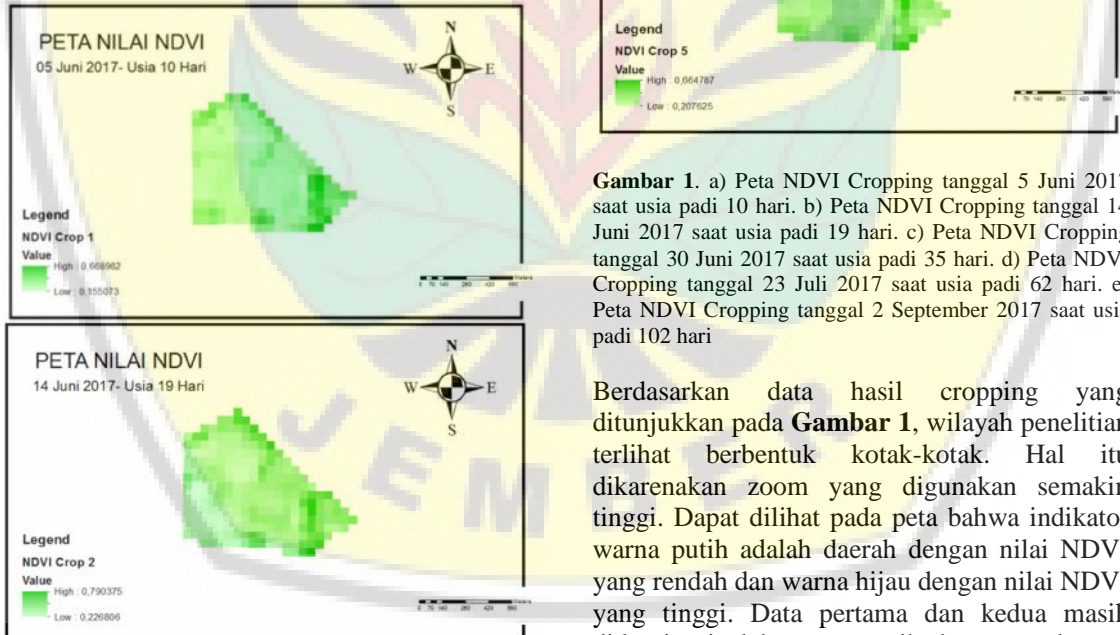 PETA NILAI NDVI
05 Juni 2017- Usia 10 Hari
N
W E
S
Legend
NDVI Crop 1
Value
High : 0,668982
Low : 0,155073
PETA NILAI NDVI
14 Juni 2017- Usia 19 Hari
N
W E
S
Legend
NDVI Crop 2
Value
High : 0,790375
Low : 0,226806
Legend
NDVI Crop 5
Value
High : 0,664787
Low : 0,207625
Gambar 1. a) Peta NDVI Cropping tanggal 5 Juni 2017
saat usia padi 10 hari. b) Peta NDVI Cropping tanggal 14
Juni 2017 saat usia padi 19 hari. c) Peta NDVI Cropping
tanggal 30 Juni 2017 saat usia padi 35 hari. d) Peta NDVI
Cropping tanggal 23 Juli 2017 saat usia padi 62 hari. e)
Peta NDVI Cropping tanggal 2 September 2017 saat usia
padi 102 hari
Berdasarkan data hasil cropping yang
ditunjukkan pada Gambar 1, wilayah penelitian
terlihat berbentuk kotak-kotak. Hal itu
dikarenakan zoom yang digunakan semakin
tinggi. Dapat dilihat pada peta bahwa indikator
warna putih adalah daerah dengan nilai NDVI
yang rendah dan warna hijau dengan nilai NDVI
yang tinggi. Data pertama dan kedua masih
JEMBER